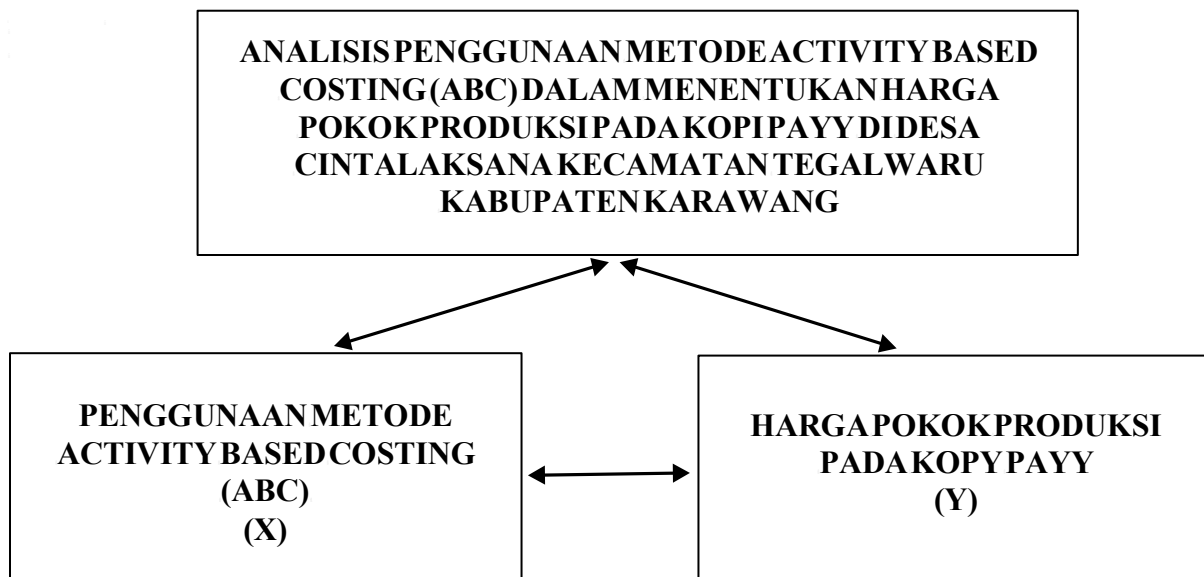 ANALISIS PENGGUNAAN METODE ACTIVITY BASED
COSTING (ABC) DALAM MENENTUKAN HARGA
POKOK PRODUKSI PADA KOPI PAYY DI DESA
CINTALAKSANA KECAMATAN TEGALWARU
KABUPATEN KARAWANG
PENGGUNAAN METODE
ACTIVITY BASED COSTING
(ABC)
(X)
HARGA POKOK PRODUKSI
PADA KOPY PAYY
(Y)